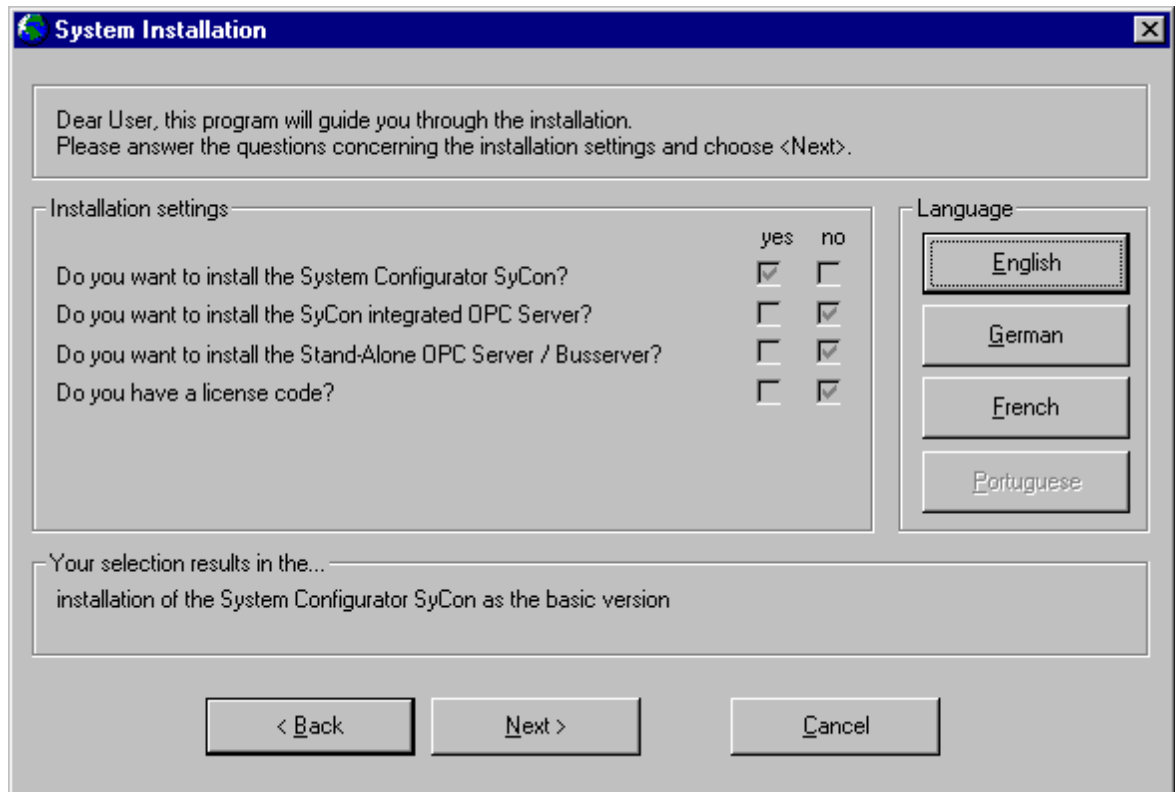 System Installation
Dear User, this program will guide you through the installation.
Please answer the questions concerning the installation settings and choose <Next>.
Installation settings
yes no
Do you want to install the System Configurator SyCon?
Do you want to install the SyCon integrated OPC Server?
Do you want to install the Stand-Alone OPC Server / Busserver?
Do you have a license code?
Language
English
German
French
Portuguese
Your selection results in the...
installation of the System Configurator SyCon as the basic version
< Back
Next >
Cancel